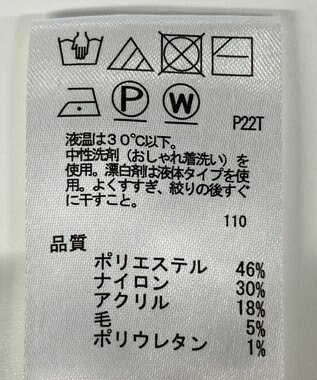 P W
P22T
液温は30℃以下。
中性洗剤（おしゃれ着洗い）を
使用。漂白剤は液体タイプを使
用。よくすすぎ、絞りの後すぐ
に干すこと。
110
品質
ポリエステル 46%
ナイロン 30%
アクリル 18%
毛 5%
ポリウレタン 1%